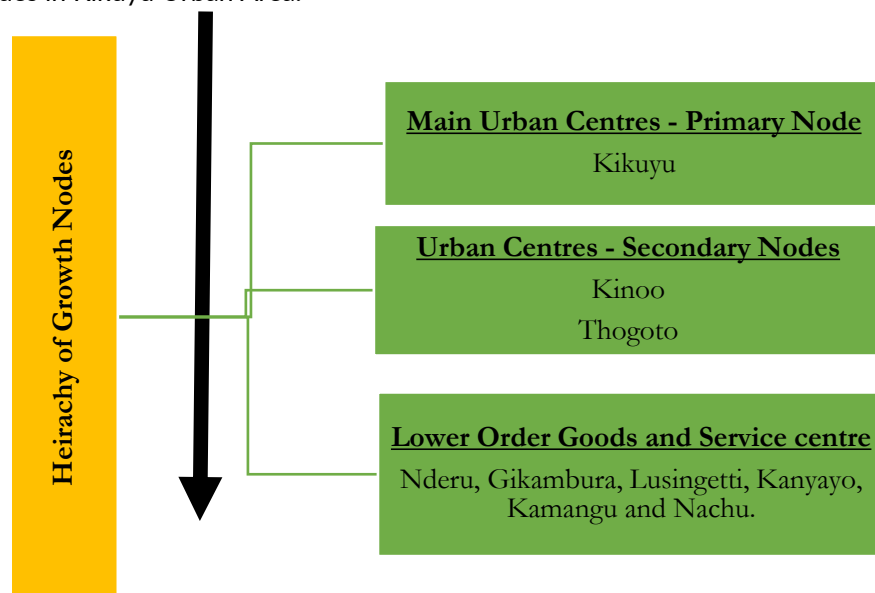 Heirachy of Growth Nodes
Main Urban Centres - Primary Node
Kikuyu
Urban Centres - Secondary Nodes
Kinoo
Thogoto
Lower Order Goods and Service centre
Nderu, Gikambura, Lusingetti, Kanyayo,
Kamangu and Nachu.